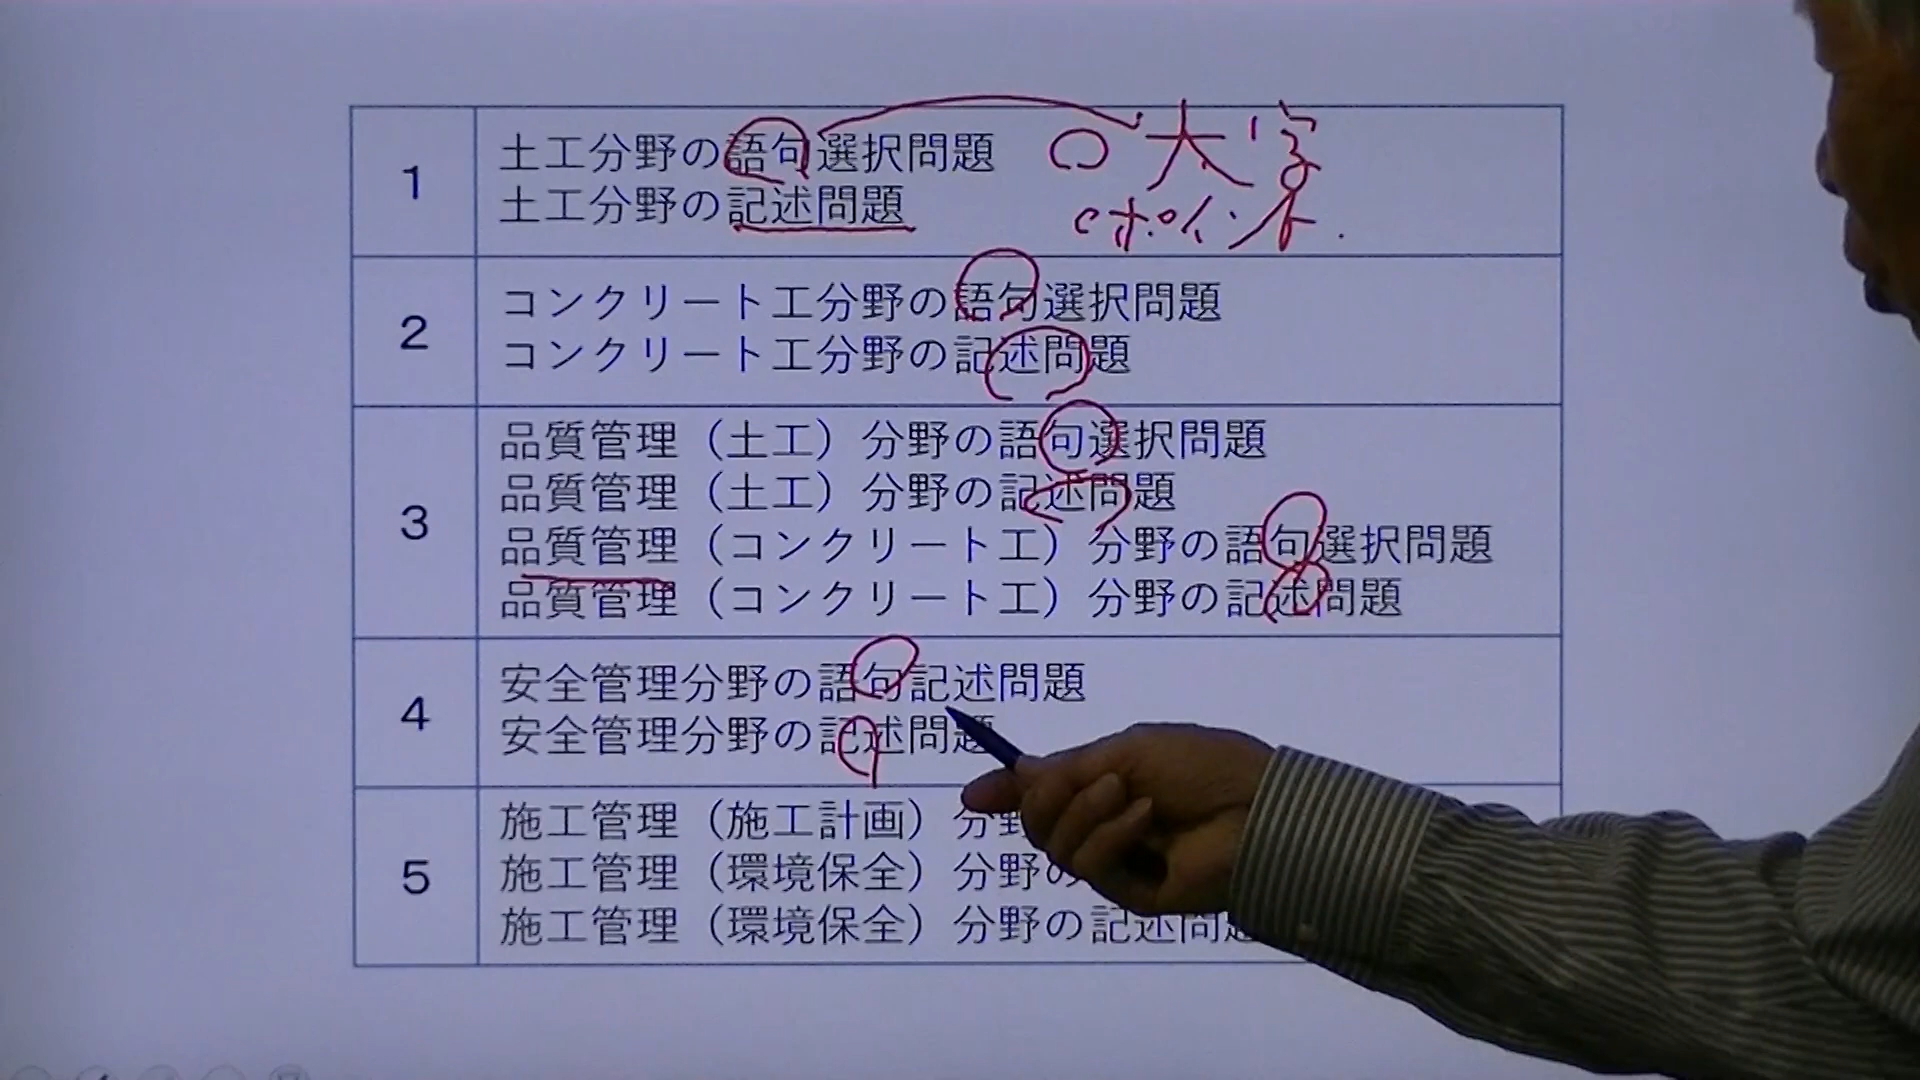 1
土工分野の語句選択問題
土工分野の記述問題
〇太字
ポイント.
2
コンクリート工分野の語句選択問題
コンクリート工分野の記述問題
3
品質管理（土工）分野の語句選択問題
品質管理（土工）分野の記述問題
品質管理（コンクリート工）分野の語句選択問題
品質管理（コンクリート工）分野の記述問題
4
安全管理分野の語句記述問題
安全管理分野の記述問題
5
施工管理（施工計画）分野
施工管理（環境保全）分野の
施工管理（環境保全）分野の記述問題